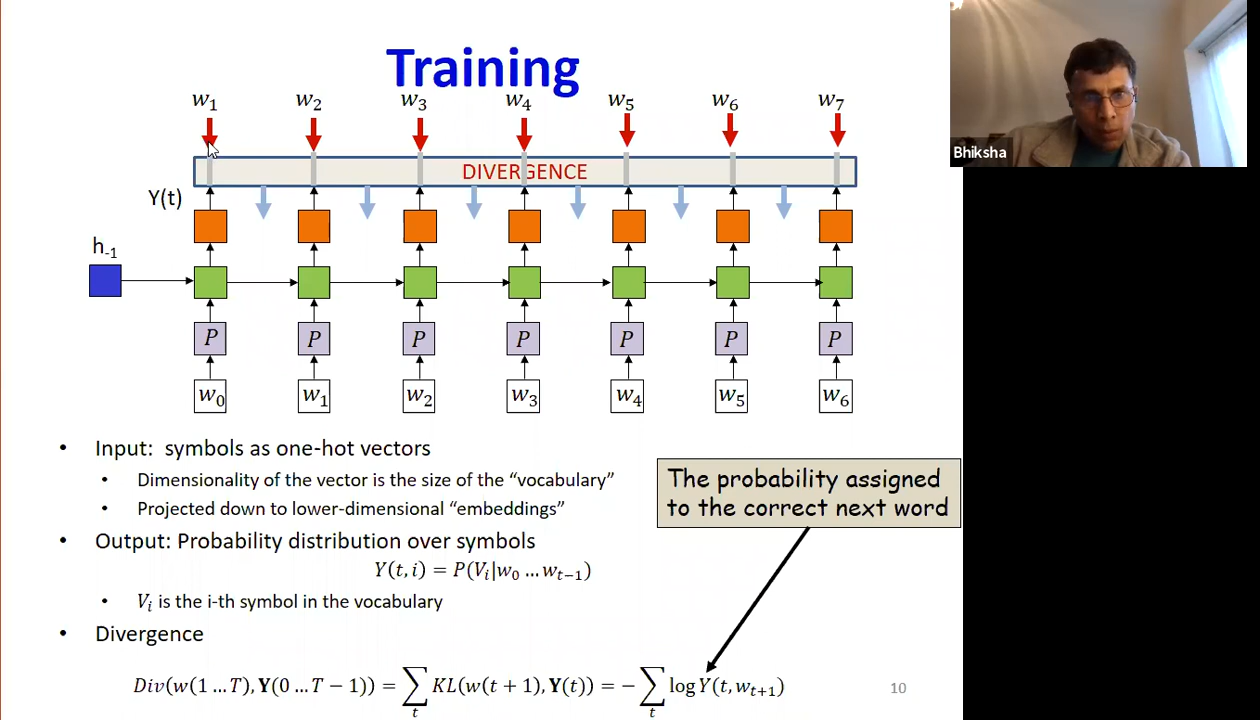 Training
w₁ w₂ w₃ w₄ w₅ w₆ w₇
DIVERGENCE
Y(t)
h₋₁
P P P P P P P
w₀ w₁ w₂ w₃ w₄ w₅ w₆
• Input: symbols as one-hot vectors
• Dimensionality of the vector is the size of the “vocabulary”
• Projected down to lower-dimensional “embeddings”
The probability assigned
to the correct next word
• Output: Probability distribution over symbols
Y(t, i) = P(Vᵢ|w₀ … wₜ₋₁)
• Vᵢ is the i-th symbol in the vocabulary
• Divergence
Div(w(1 … T), Y(0 … T − 1)) = ∑ₜ KL(w(t + 1), Y(t)) = − ∑ₜ log Y(t, wₜ₊₁)
10
Bhiksha